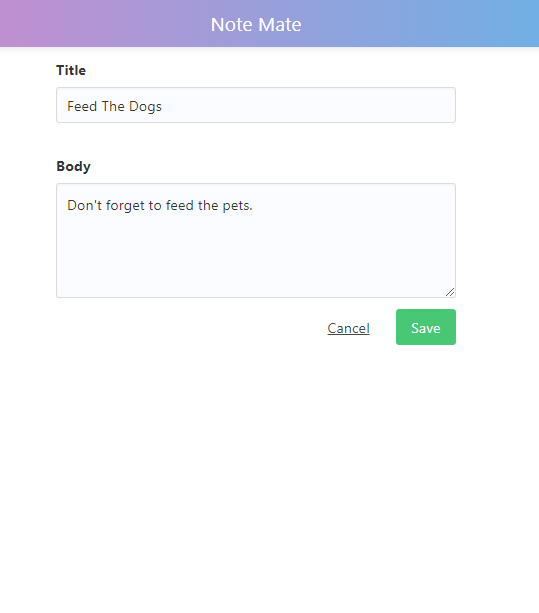 Note Mate
Title
Feed The Dogs
Body
Don't forget to feed the pets.
Cancel Save